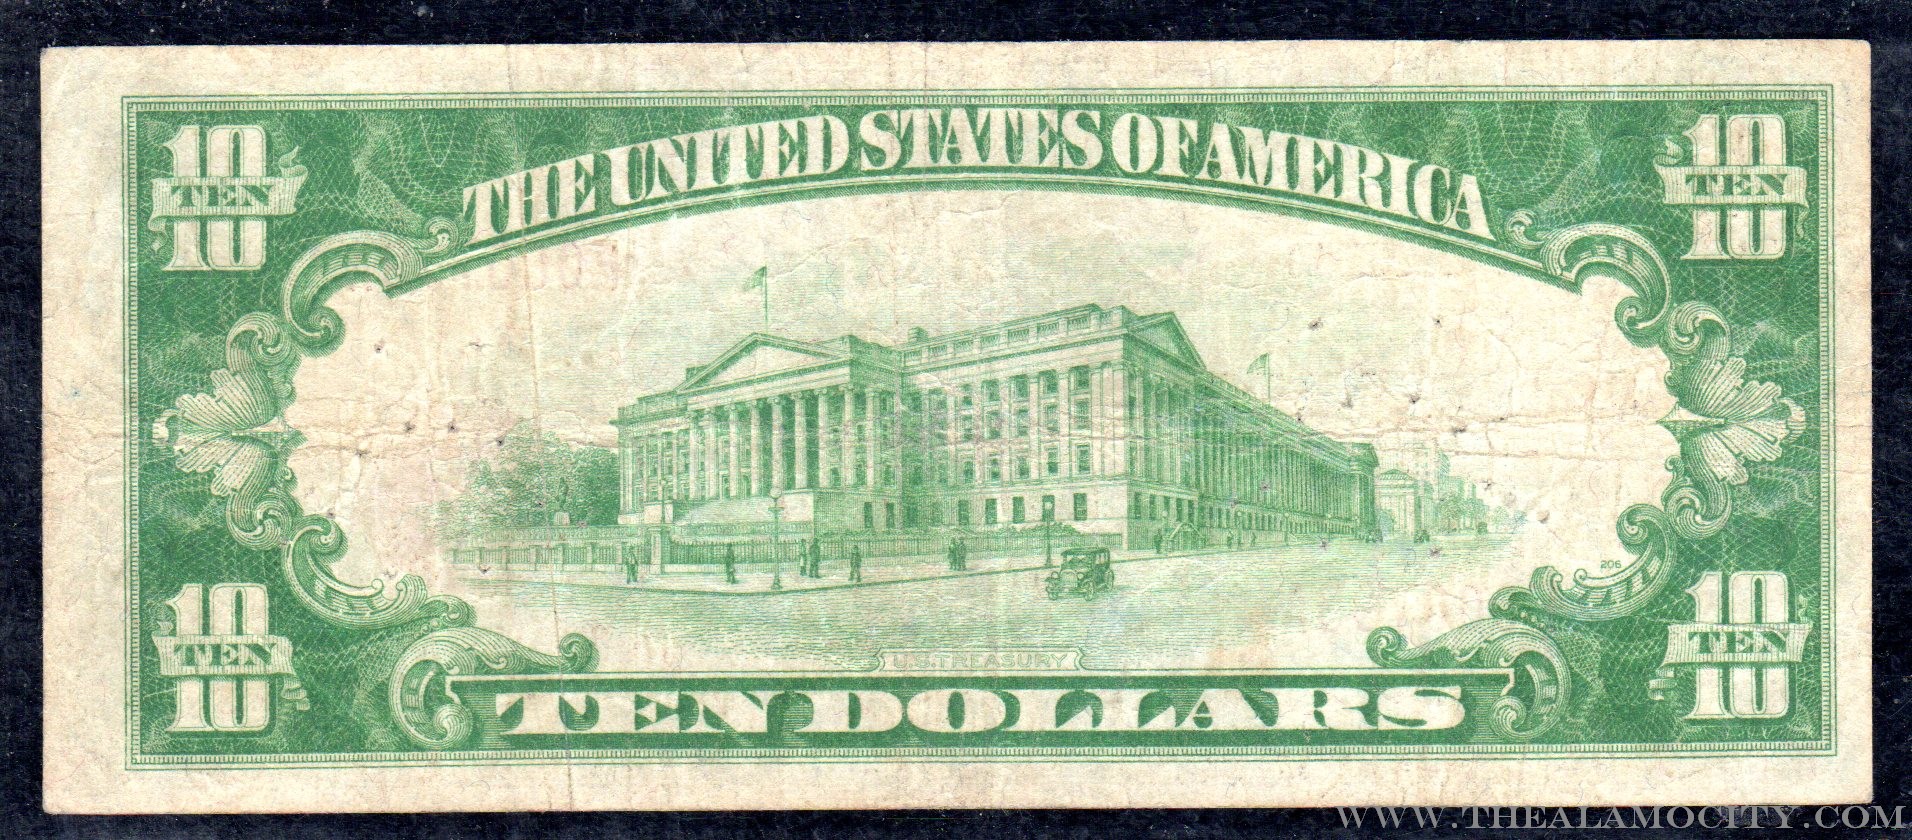 THE UNITED STATES OF AMERICA
10 TEN 10
10 TEN 10
206
10 TEN 10
10 TEN 10
U.S. TREASURY
TEN DOLLARS
WWW.THEALAMOCITY.COM